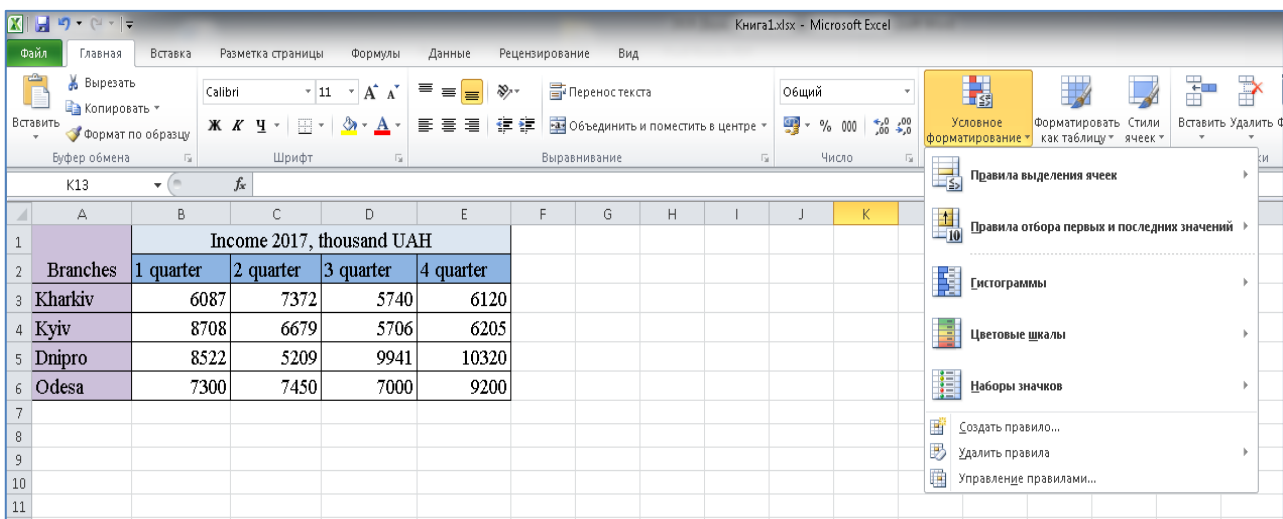 Книга1.xlsx - Microsoft Excel
Файл Главная Вставка Разметка страницы Формулы Данные Рецензирование Вид
Вставить
Вырезать
Копировать
Формат по образцу
Буфер обмена
Calibri 11 A A
Ж К Ч A
Шрифт
Перенос текста
Объединить и поместить в центре
Выравнивание
Общий
% 000 ,00 ,00
Число
Условное форматирование
Форматировать как таблицу
Стили ячеек
Вставить Удалить Ф
ки
K13 fx
A B C D E F G H I J K
1 Income 2017, thousand UAH
2 Branches 1 quarter 2 quarter 3 quarter 4 quarter
3 Kharkiv 6087 7372 5740 6120
4 Kyiv 8708 6679 5706 6205
5 Dnipro 8522 5209 9941 10320
6 Odesa 7300 7450 7000 9200
7
8
9
10
11
Правила выделения ячеек
10 Правила отбора первых и последних значений
Гистограммы
Цветовые шкалы
Наборы значков
Создать правило...
Удалить правила
Управление правилами...